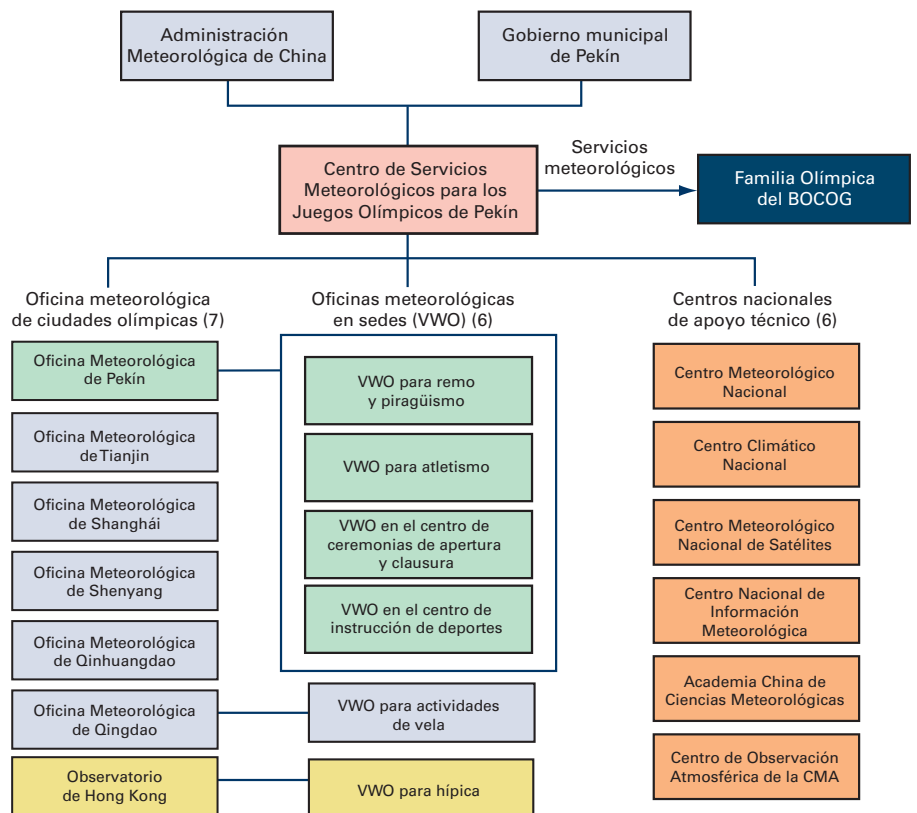 Administración
Meteorológica de China
Gobierno municipal
de Pekín
Centro de Servicios
Meteorológicos para los
Juegos Olímpicos de Pekín
Servicios
meteorológicos
Familia Olímpica
del BOCOG
Oficina meteorológica
de ciudades olímpicas (7)
Oficina Meteorológica
de Pekín
Oficina Meteorológica
de Tianjin
Oficina Meteorológica
de Shanghái
Oficina Meteorológica
de Shenyang
Oficina Meteorológica
de Qinhuangdao
Oficina Meteorológica
de Qingdao
Observatorio
de Hong Kong
Oficinas meteorológicas
en sedes (VWO) (6)
VWO para remo
y piragüismo
VWO para atletismo
VWO en el centro de
ceremonias de apertura
y clausura
VWO en el centro de
instrucción de deportes
VWO para actividades
de vela
VWO para hípica
Centros nacionales
de apoyo técnico (6)
Centro Meteorológico
Nacional
Centro Climático
Nacional
Centro Meteorológico
Nacional de Satélites
Centro Nacional de
Información
Meteorológica
Academia China de
Ciencias Meteorológicas
Centro de Observación
Atmosférica de la CMA